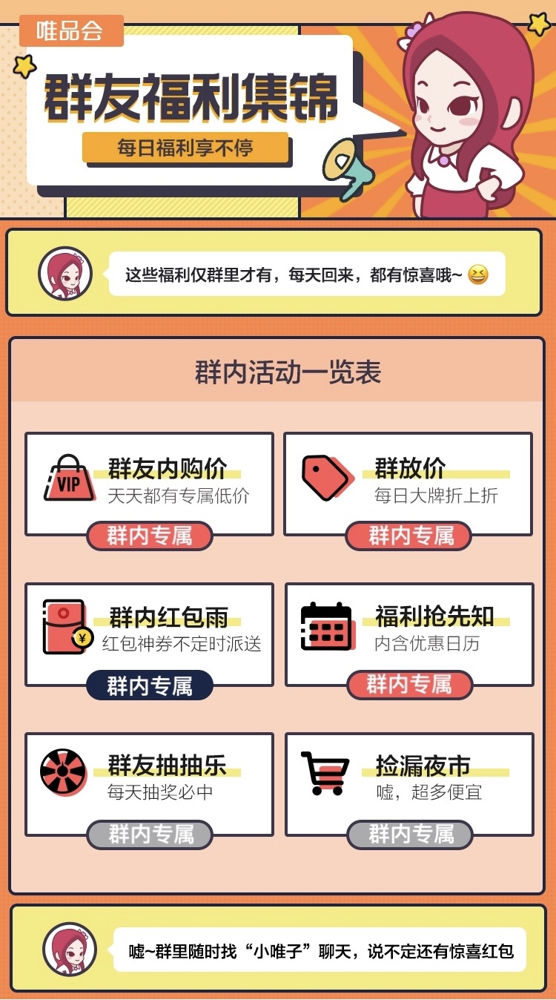 唯品会
群友福利集锦
每日福利享不停
这些福利仅群里才有，每天回来，都有惊喜哦~
群内活动一览表
VIP
群友内购价
天天都有专属低价
群内专属
群放价
每日大牌折上折
群内专属
群内红包雨
¥
红包神券不定时派送
群内专属
福利抢先知
内含优惠日历
群内专属
群友抽抽乐
每天抽奖必中
群内专属
捡漏夜市
嘘，超多便宜
群内专属
嘘~群里随时找“小唯子”聊天，说不定还有惊喜红包